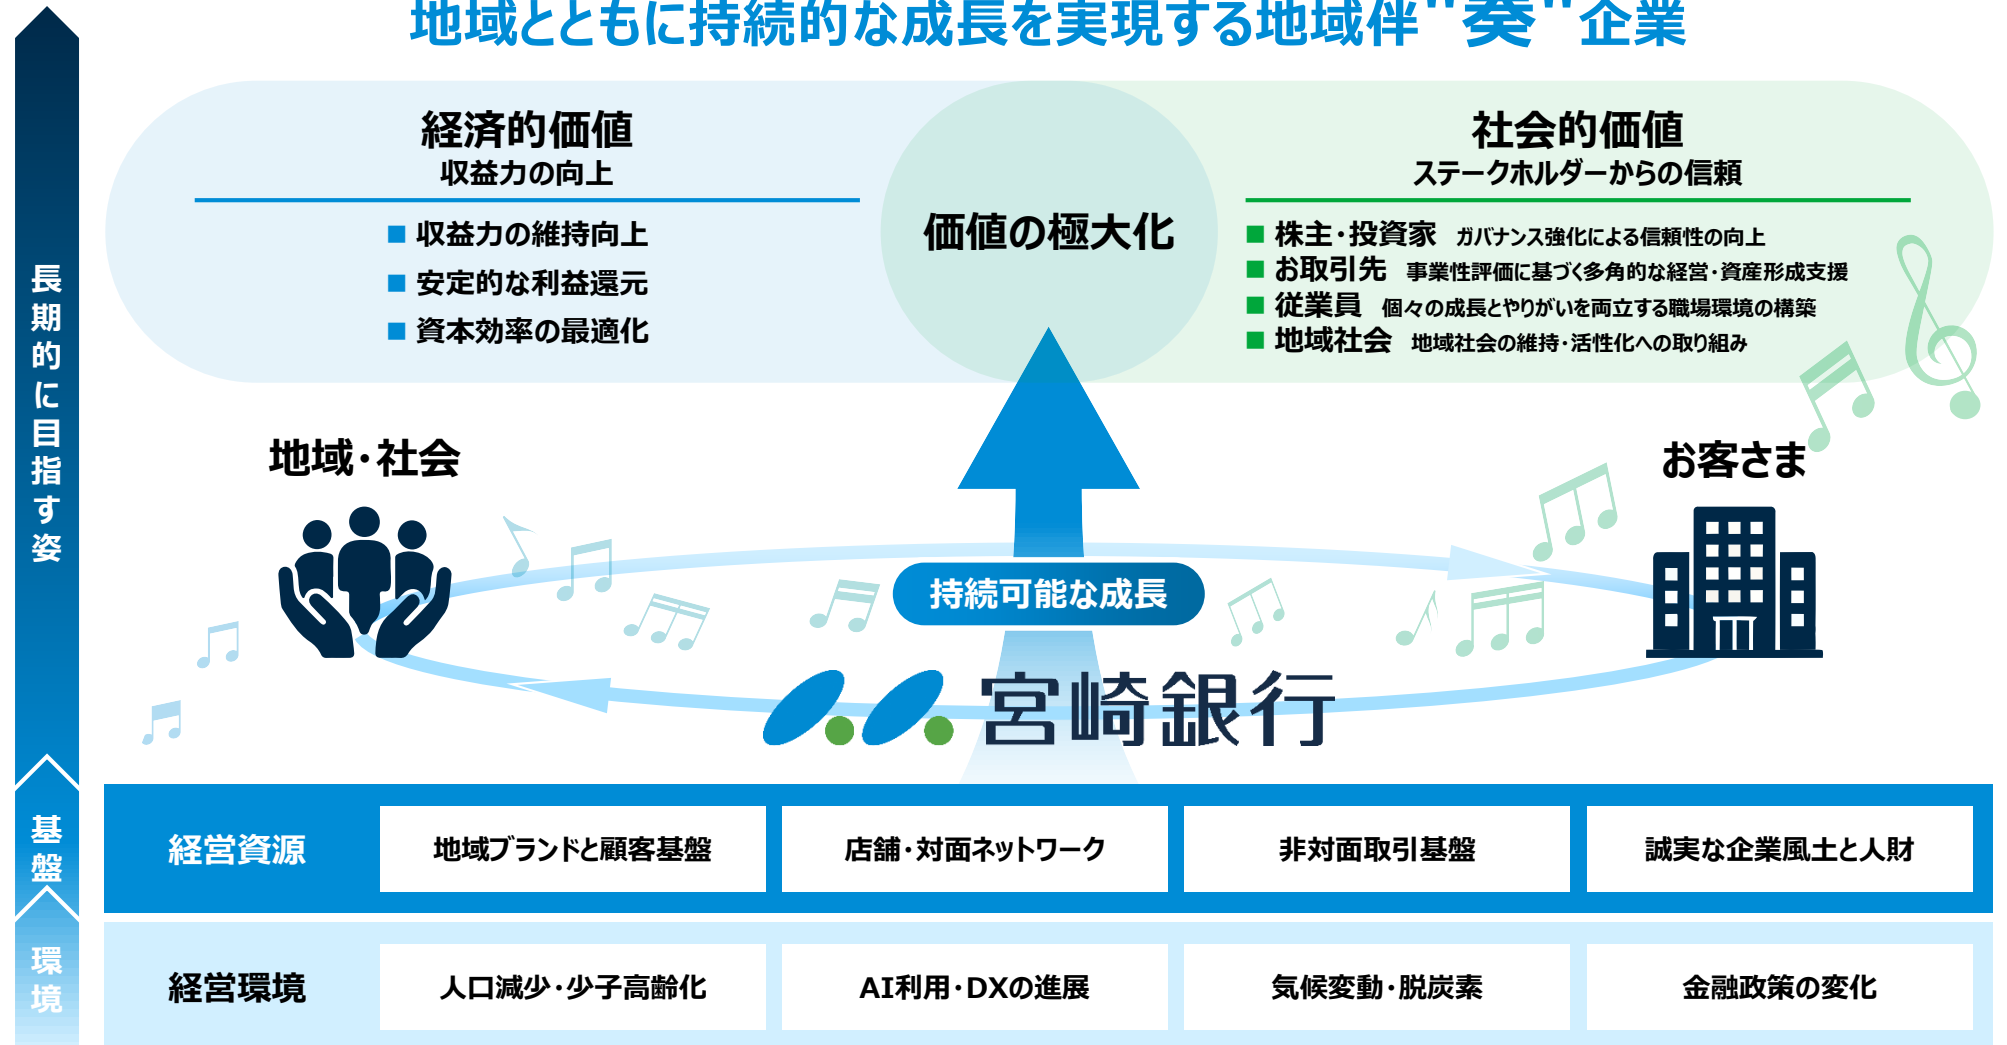 地域とともに持続的な成長を実現する地域伴"奏"企業
経済的価値
収益力の向上
■ 収益力の維持向上
■ 安定的な利益還元
■ 資本効率の最適化
価値の極大化
社会的価値
ステークホルダーからの信頼
■ 株主・投資家 ガバナンス強化による信頼性の向上
■ お取引先 事業性評価に基づく多角的な経営・資産形成支援
■ 従業員 個々の成長とやりがいを両立する職場環境の構築
■ 地域社会 地域社会の維持・活性化への取り組み
長期的に目指す姿
地域・社会
お客さま
持続可能な成長
宮崎銀行
基盤
経営資源
地域ブランドと顧客基盤
店舗・対面ネットワーク
非対面取引基盤
誠実な企業風土と人財
環境
経営環境
人口減少・少子高齢化
AI利用・DXの進展
気候変動・脱炭素
金融政策の変化